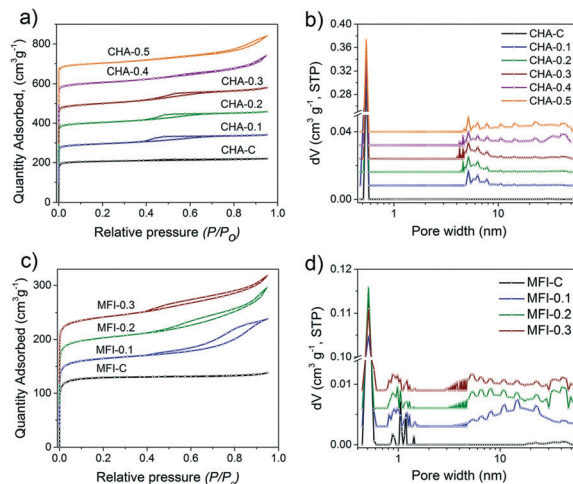 a)
Quantity Adsorbed, (cm³g⁻¹)
800
600
400
200
0
CHA-0.5
CHA-0.4
CHA-0.3
CHA-0.2
CHA-0.1
CHA-C
0.0 0.2 0.4 0.6 0.8 1.0
Relative pressure (P/P₀)
b)
dV (cm³ g⁻¹, STP)
0.40
0.36
0.32
0.28
0.24
0.04
0.00
CHA-C
CHA-0.1
CHA-0.2
CHA-0.3
CHA-0.4
CHA-0.5
1 10
Pore width (nm)
c)
Quantity Adsorbed (cm³g⁻¹)
300
200
100
0
MFI-0.3
MFI-0.2
MFI-0.1
MFI-C
0.0 0.2 0.4 0.6 0.8 1.0
Relative pressure (P/P
d)
dV (cm³ g⁻¹, STP)
0.12
0.11
0.10
0.01
0.00
MFI-C
MFI-0.1
MFI-0.2
MFI-0.3
1 10
Pore width (nm)